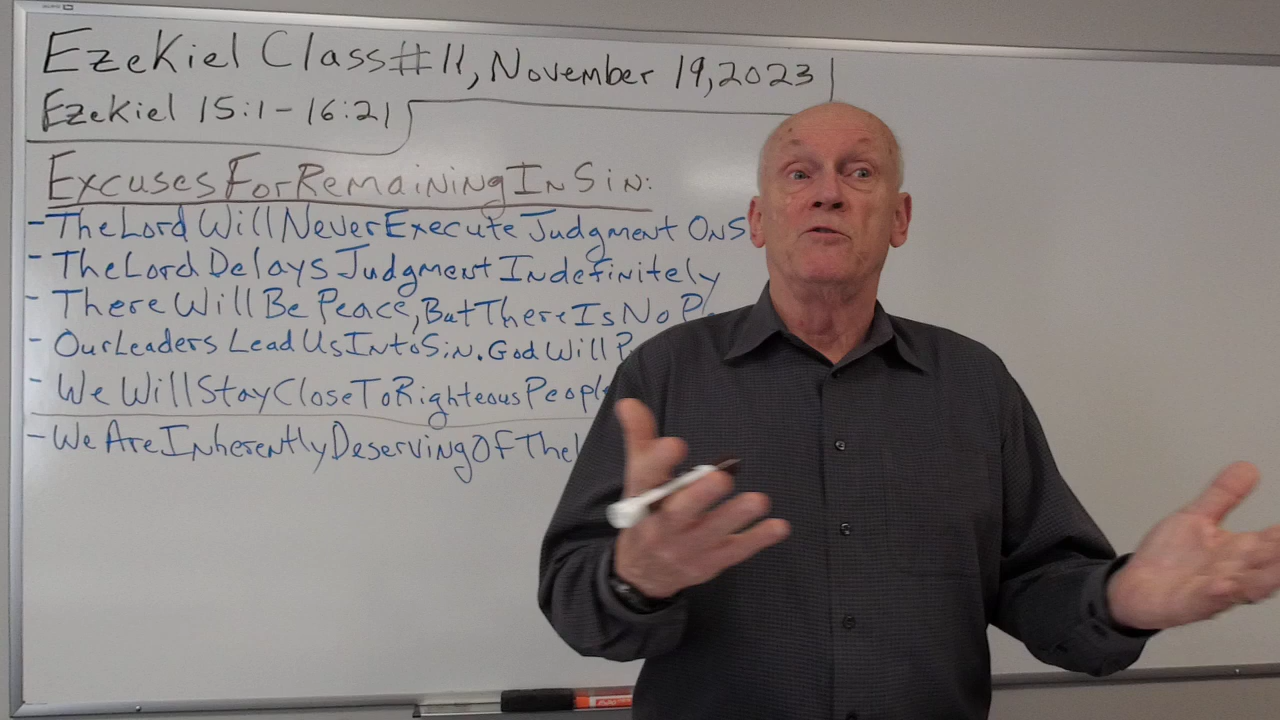 Ezekiel Class #11, November 19, 2023
Ezekiel 15:1 - 16:21
Excuses For Remaining In Sin:
- The Lord Will Never Execute Judgment On
- The Lord Delays Judgment Indefinitely
- There Will Be Peace, But There Is No
- Our Leaders Lead Us Into Sin. God Will
- We Will Stay Close To Righteous People
- We Are Inherently Deserving Of The